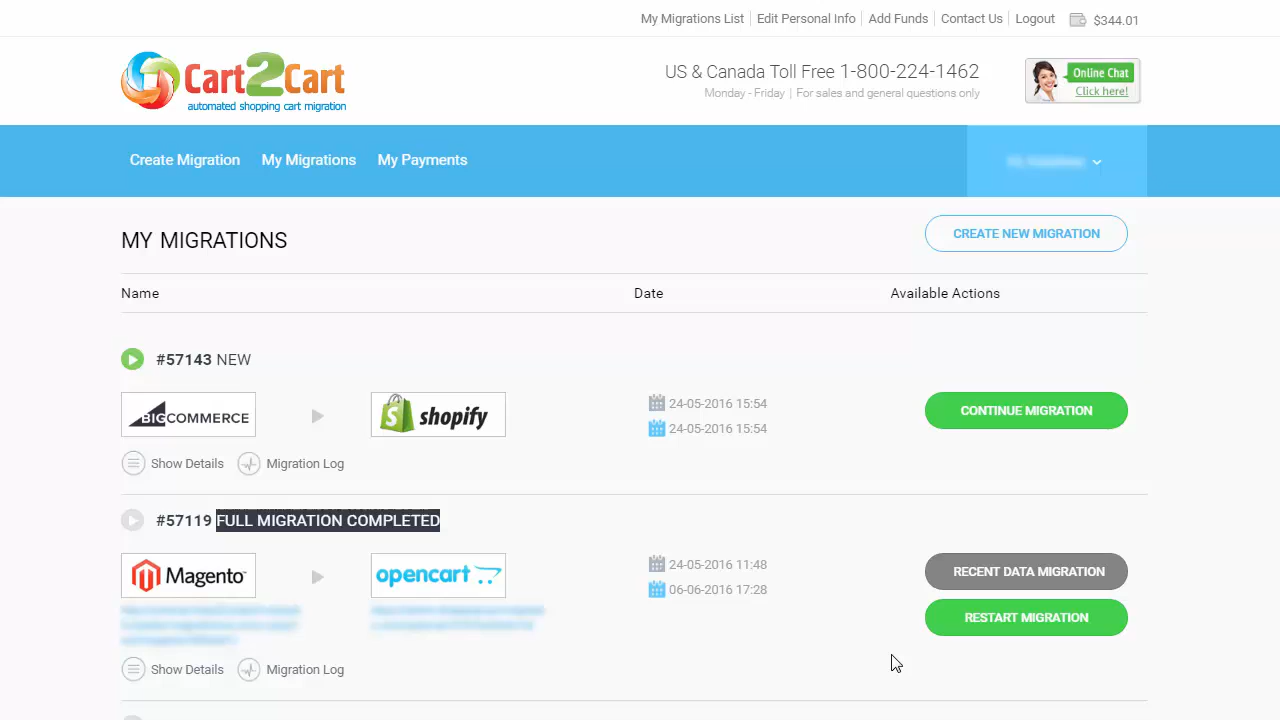 My Migrations List Edit Personal Info Add Funds Contact Us Logout $344.01
Cart2Cart
automated shopping cart migration
US & Canada Toll Free 1-800-224-1462
Monday - Friday | For sales and general questions only
Online Chat
Click here!
Create Migration My Migrations My Payments
MY MIGRATIONS
CREATE NEW MIGRATION
Name Date Available Actions
#57143 NEW
BIGCOMMERCE shopify
24-05-2016 15:54
24-05-2016 15:54
CONTINUE MIGRATION
Show Details Migration Log
#57119 FULL MIGRATION COMPLETED
Magento opencart
24-05-2016 11:48
06-06-2016 17:28
RECENT DATA MIGRATION
RESTART MIGRATION
Show Details Migration Log